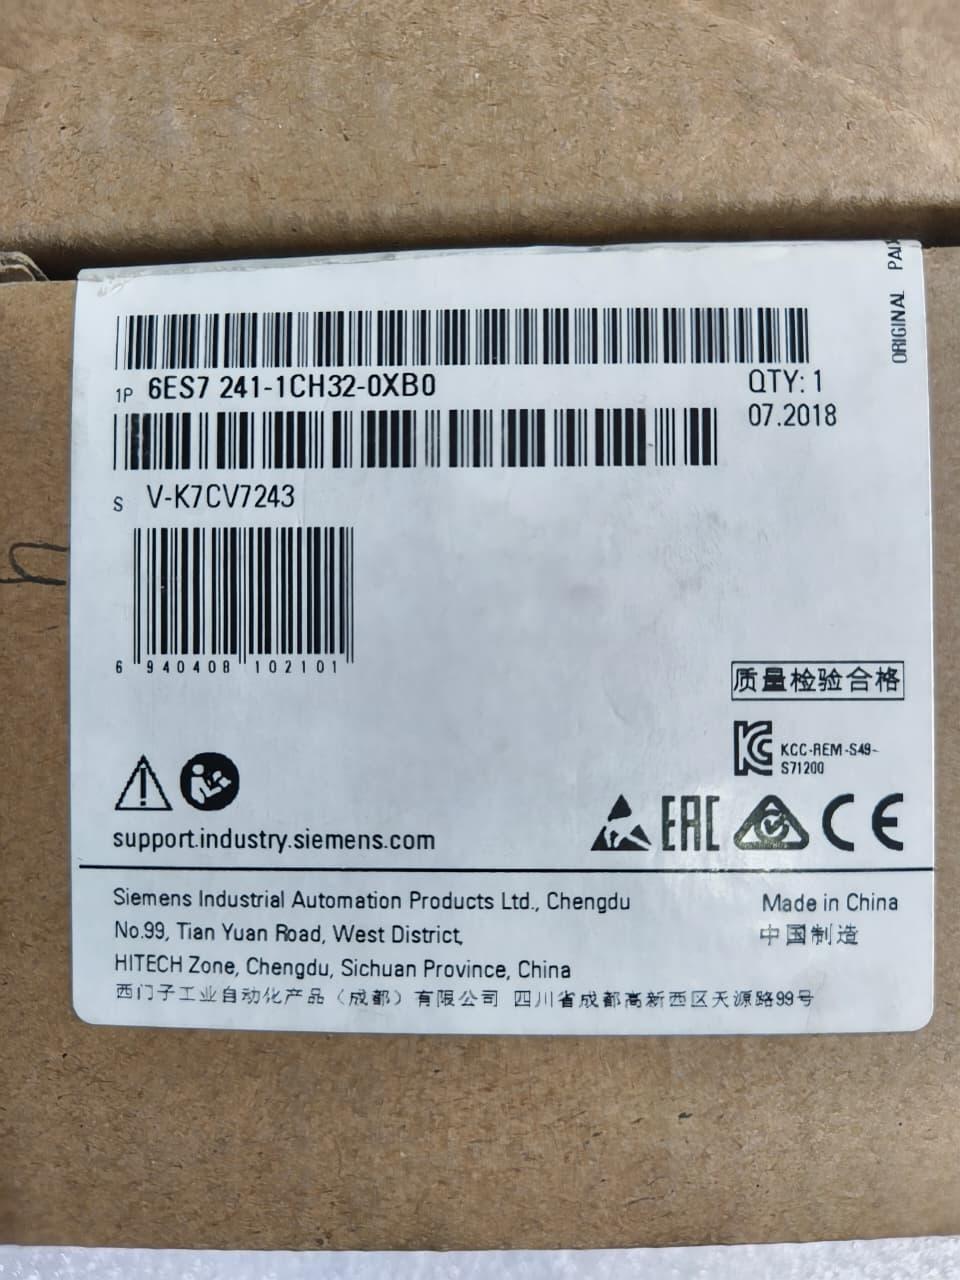 ORIGINAL
1P 6ES7 241-1CH32-0XB0
QTY: 1
07.2018
S V-K7CV7243
6 940408 102101
质量检验合格
KCC-REM-S49-
S71200
EAC
CE
support.industry.siemens.com
Siemens Industrial Automation Products Ltd., Chengdu
Made in China
No.99, Tian Yuan Road, West District,
中国制造
HITECH Zone, Chengdu, Sichuan Province, China
西门子工业自动化产品（成都）有限公司 四川省成都高新西区天源路99号